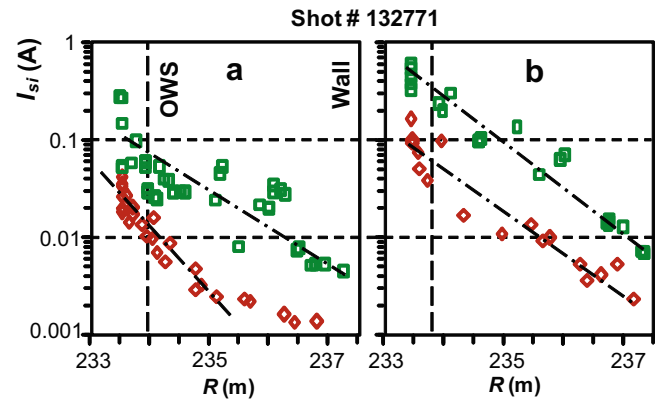 Shot # 132771
I_si (A)
1
0.1
0.01
0.001
a
OWS
Wall
b
233 235 237 233 235 237
R (m) R (m)